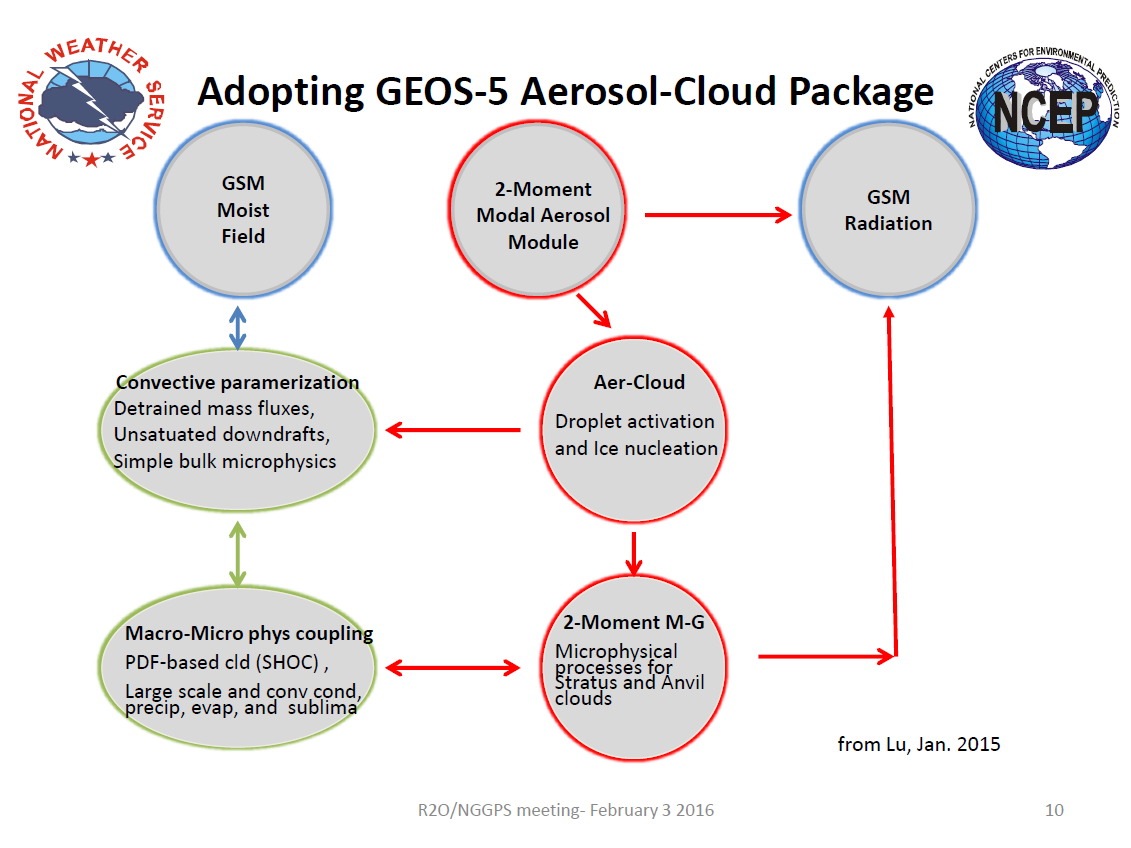 NATIONAL WEATHER SERVICE
Adopting GEOS-5 Aerosol-Cloud Package
NATIONAL CENTERS FOR ENVIRONMENTAL PREDICTION
NCEP
GSM
Moist
Field
2-Moment
Modal Aerosol
Module
GSM
Radiation
Convective paramerization
Detrained mass fluxes,
Unsatuated downdrafts,
Simple bulk microphysics
Aer-Cloud
Droplet activation
and Ice nucleation
Macro-Micro phys coupling
PDF-based cld (SHOC) ,
Large scale and conv cond,
precip, evap, and sublima
2-Moment M-G
Microphysical
processes for
Stratus and Anvil
clouds
from Lu, Jan. 2015
R2O/NGGPS meeting- February 3 2016
10